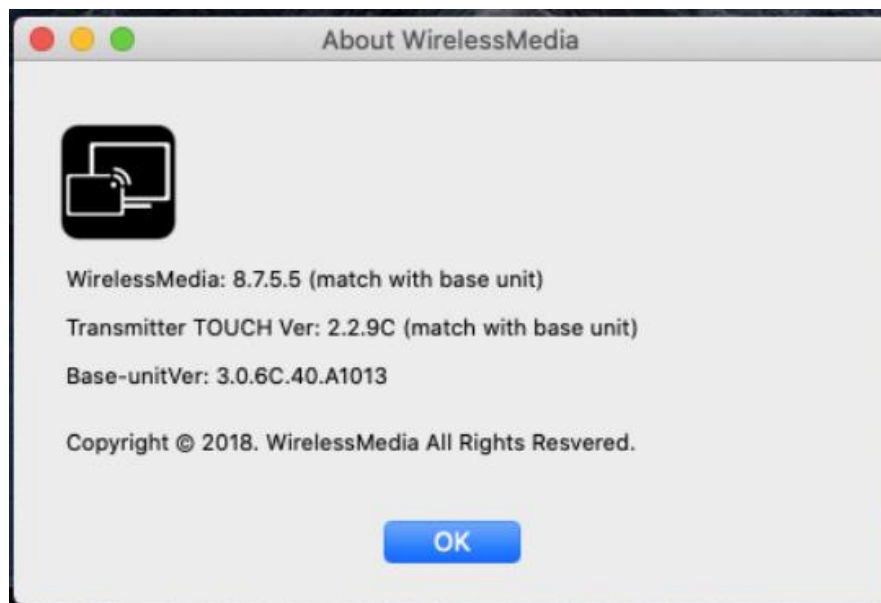 About WirelessMedia
WirelessMedia: 8.7.5.5 (match with base unit)
Transmitter TOUCH Ver: 2.2.9C (match with base unit)
Base-unitVer: 3.0.6C.40.A1013
Copyright © 2018. WirelessMedia All Rights Resvered.
OK